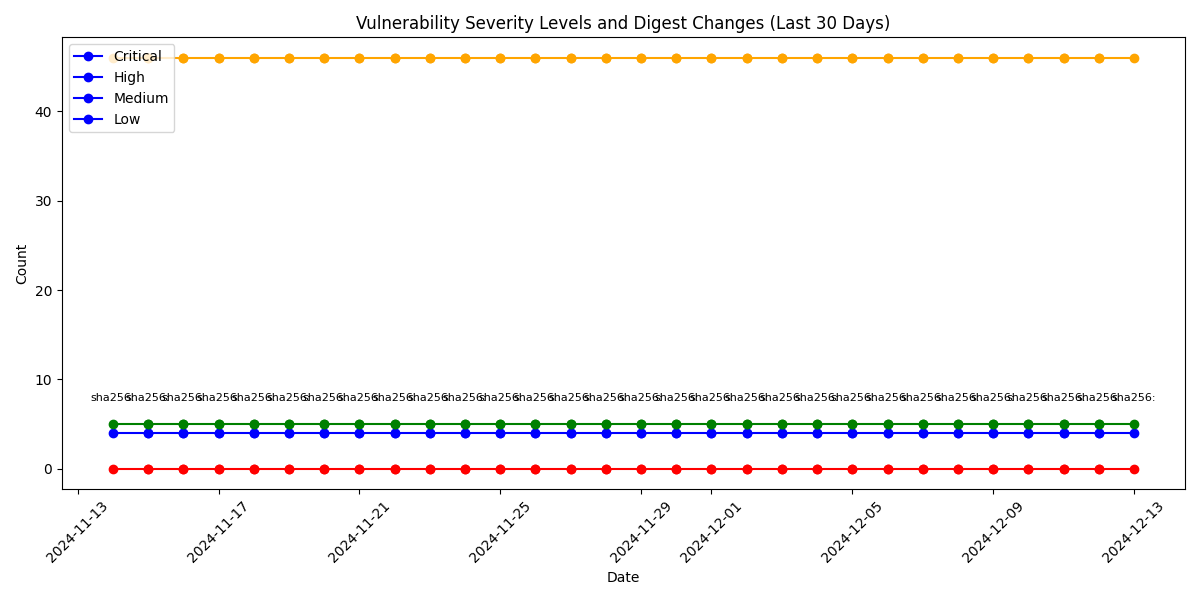 Vulnerability Severity Levels and Digest Changes (Last 30 Days)
Critical
High
Medium
Low
40
30
20
10
0
Count
sha256: sha256: sha256: sha256: sha256: sha256: sha256: sha256: sha256: sha256: sha256: sha256: sha256: sha256: sha256: sha256: sha256: sha256: sha256: sha256: sha256: sha256: sha256: sha256: sha256: sha256: sha256: sha256: sha256: sha256:
2024-11-13 2024-11-17 2024-11-21 2024-11-25 2024-11-29 2024-12-01 2024-12-05 2024-12-09 2024-12-13
Date